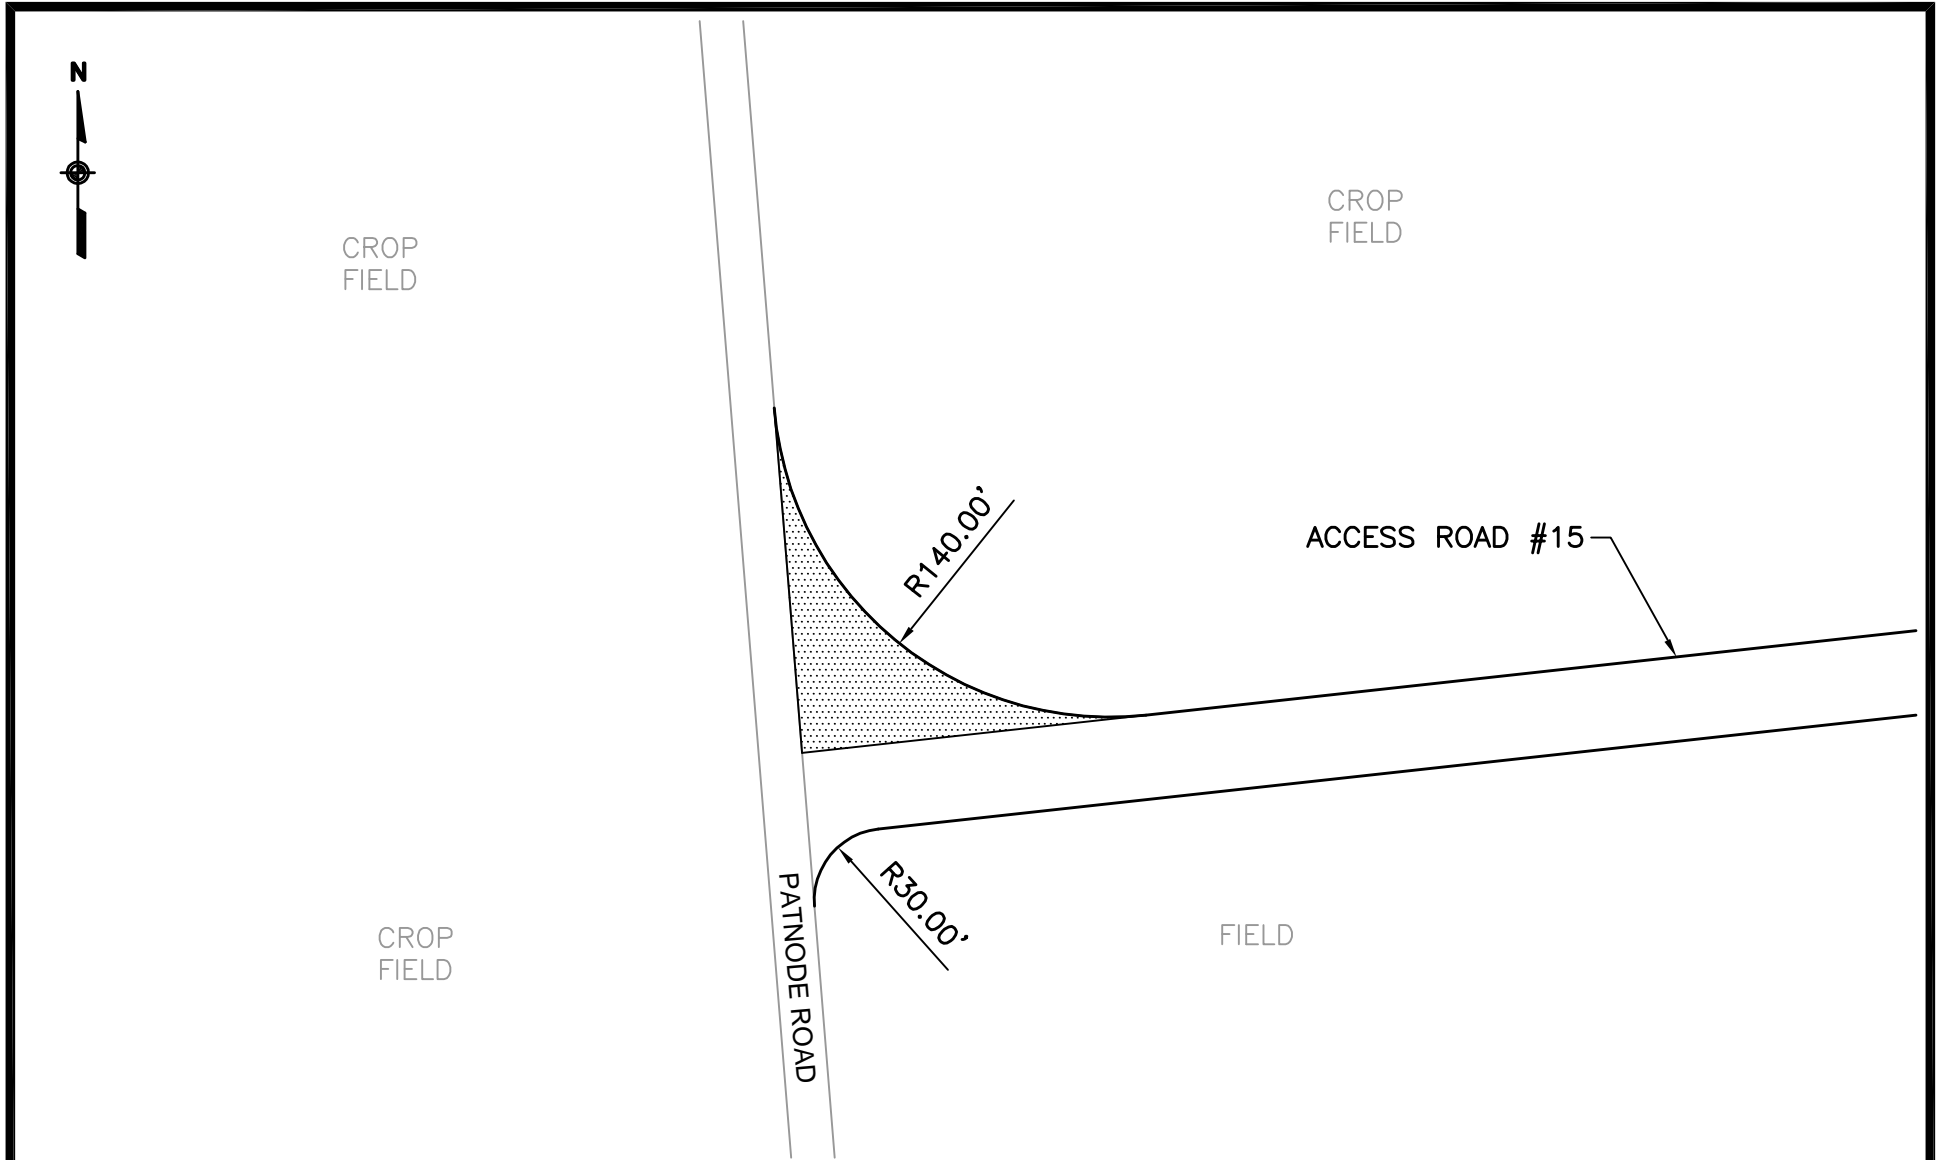 N
CROP
FIELD
CROP
FIELD
R140.00'
ACCESS ROAD #15
R30.00'
PATNODE ROAD
CROP
FIELD
FIELD